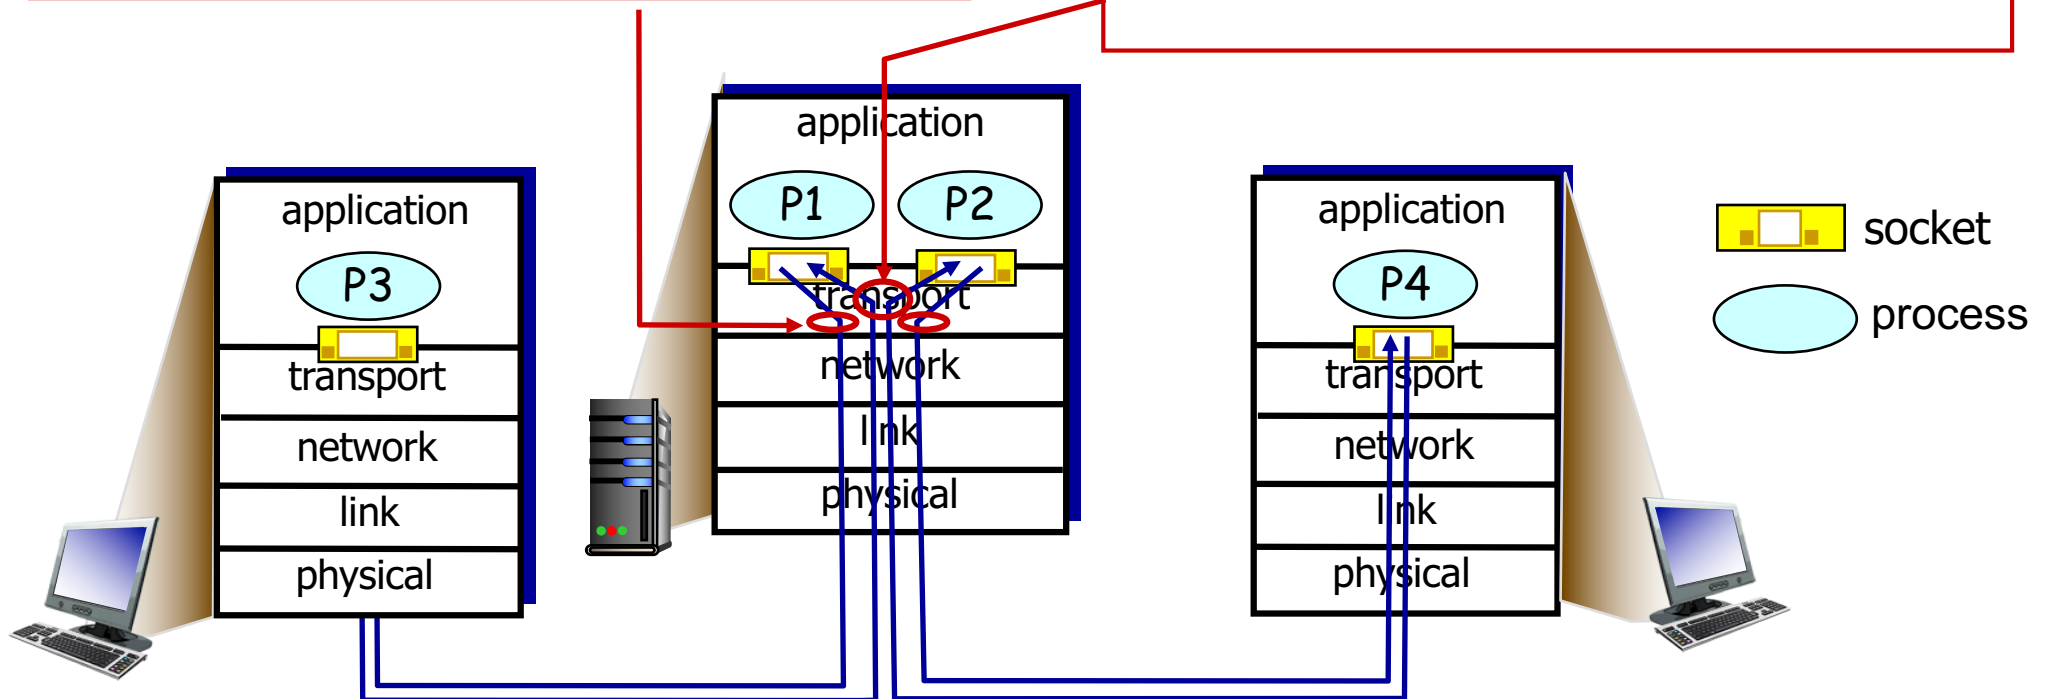 application
P3
transport
network
link
physical
application
P1 P2
transport
network
link
physical
application
P4
transport
network
link
physical
socket
process